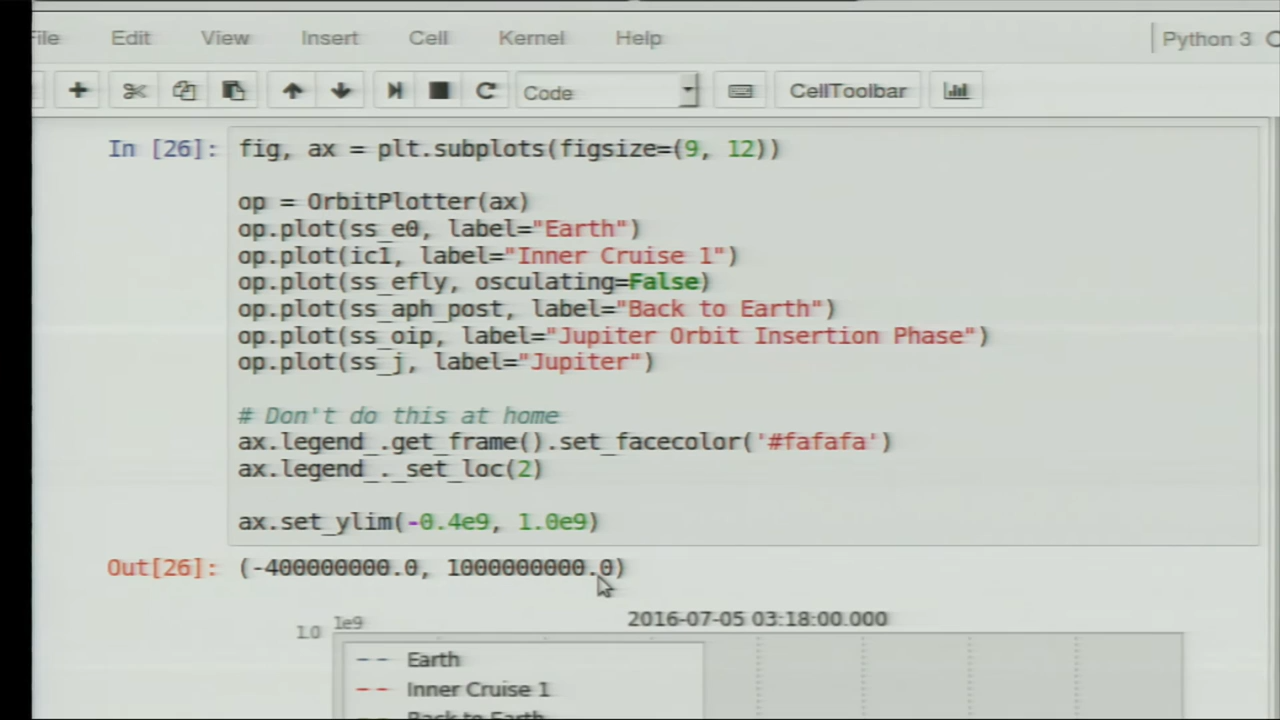 File Edit View Insert Cell Kernel Help Python 3
Code CellToolbar
In [26]: fig, ax = plt.subplots(figsize=(9, 12))
op = OrbitPlotter(ax)
op.plot(ss_e0, label="Earth")
op.plot(ic1, label="Inner Cruise 1")
op.plot(ss_efly, osculating=False)
op.plot(ss_aph_post, label="Back to Earth")
op.plot(ss_oip, label="Jupiter Orbit Insertion Phase")
op.plot(ss_j, label="Jupiter")
# Don't do this at home
ax.legend_.get_frame().set_facecolor('#fafafa')
ax.legend_._set_loc(2)
ax.set_ylim(-0.4e9, 1.0e9)
Out[26]: (-400000000.0, 1000000000.0)
2016-07-05 03:18:00.000
1e9
1.0
Earth
Inner Cruise 1
Back to Earth